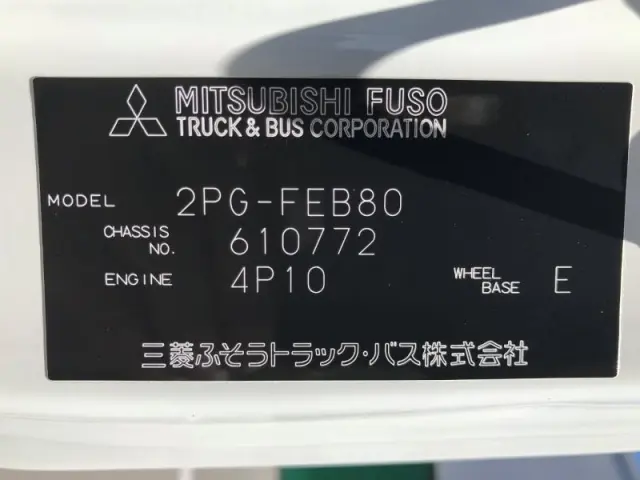 MITSUBISHI FUSO
TRUCK & BUS CORPORATION
MODEL 2PG-FEB80
CHASSIS NO. 610772
ENGINE 4P10 WHEEL BASE E
三菱ふそうトラック・バス株式会社